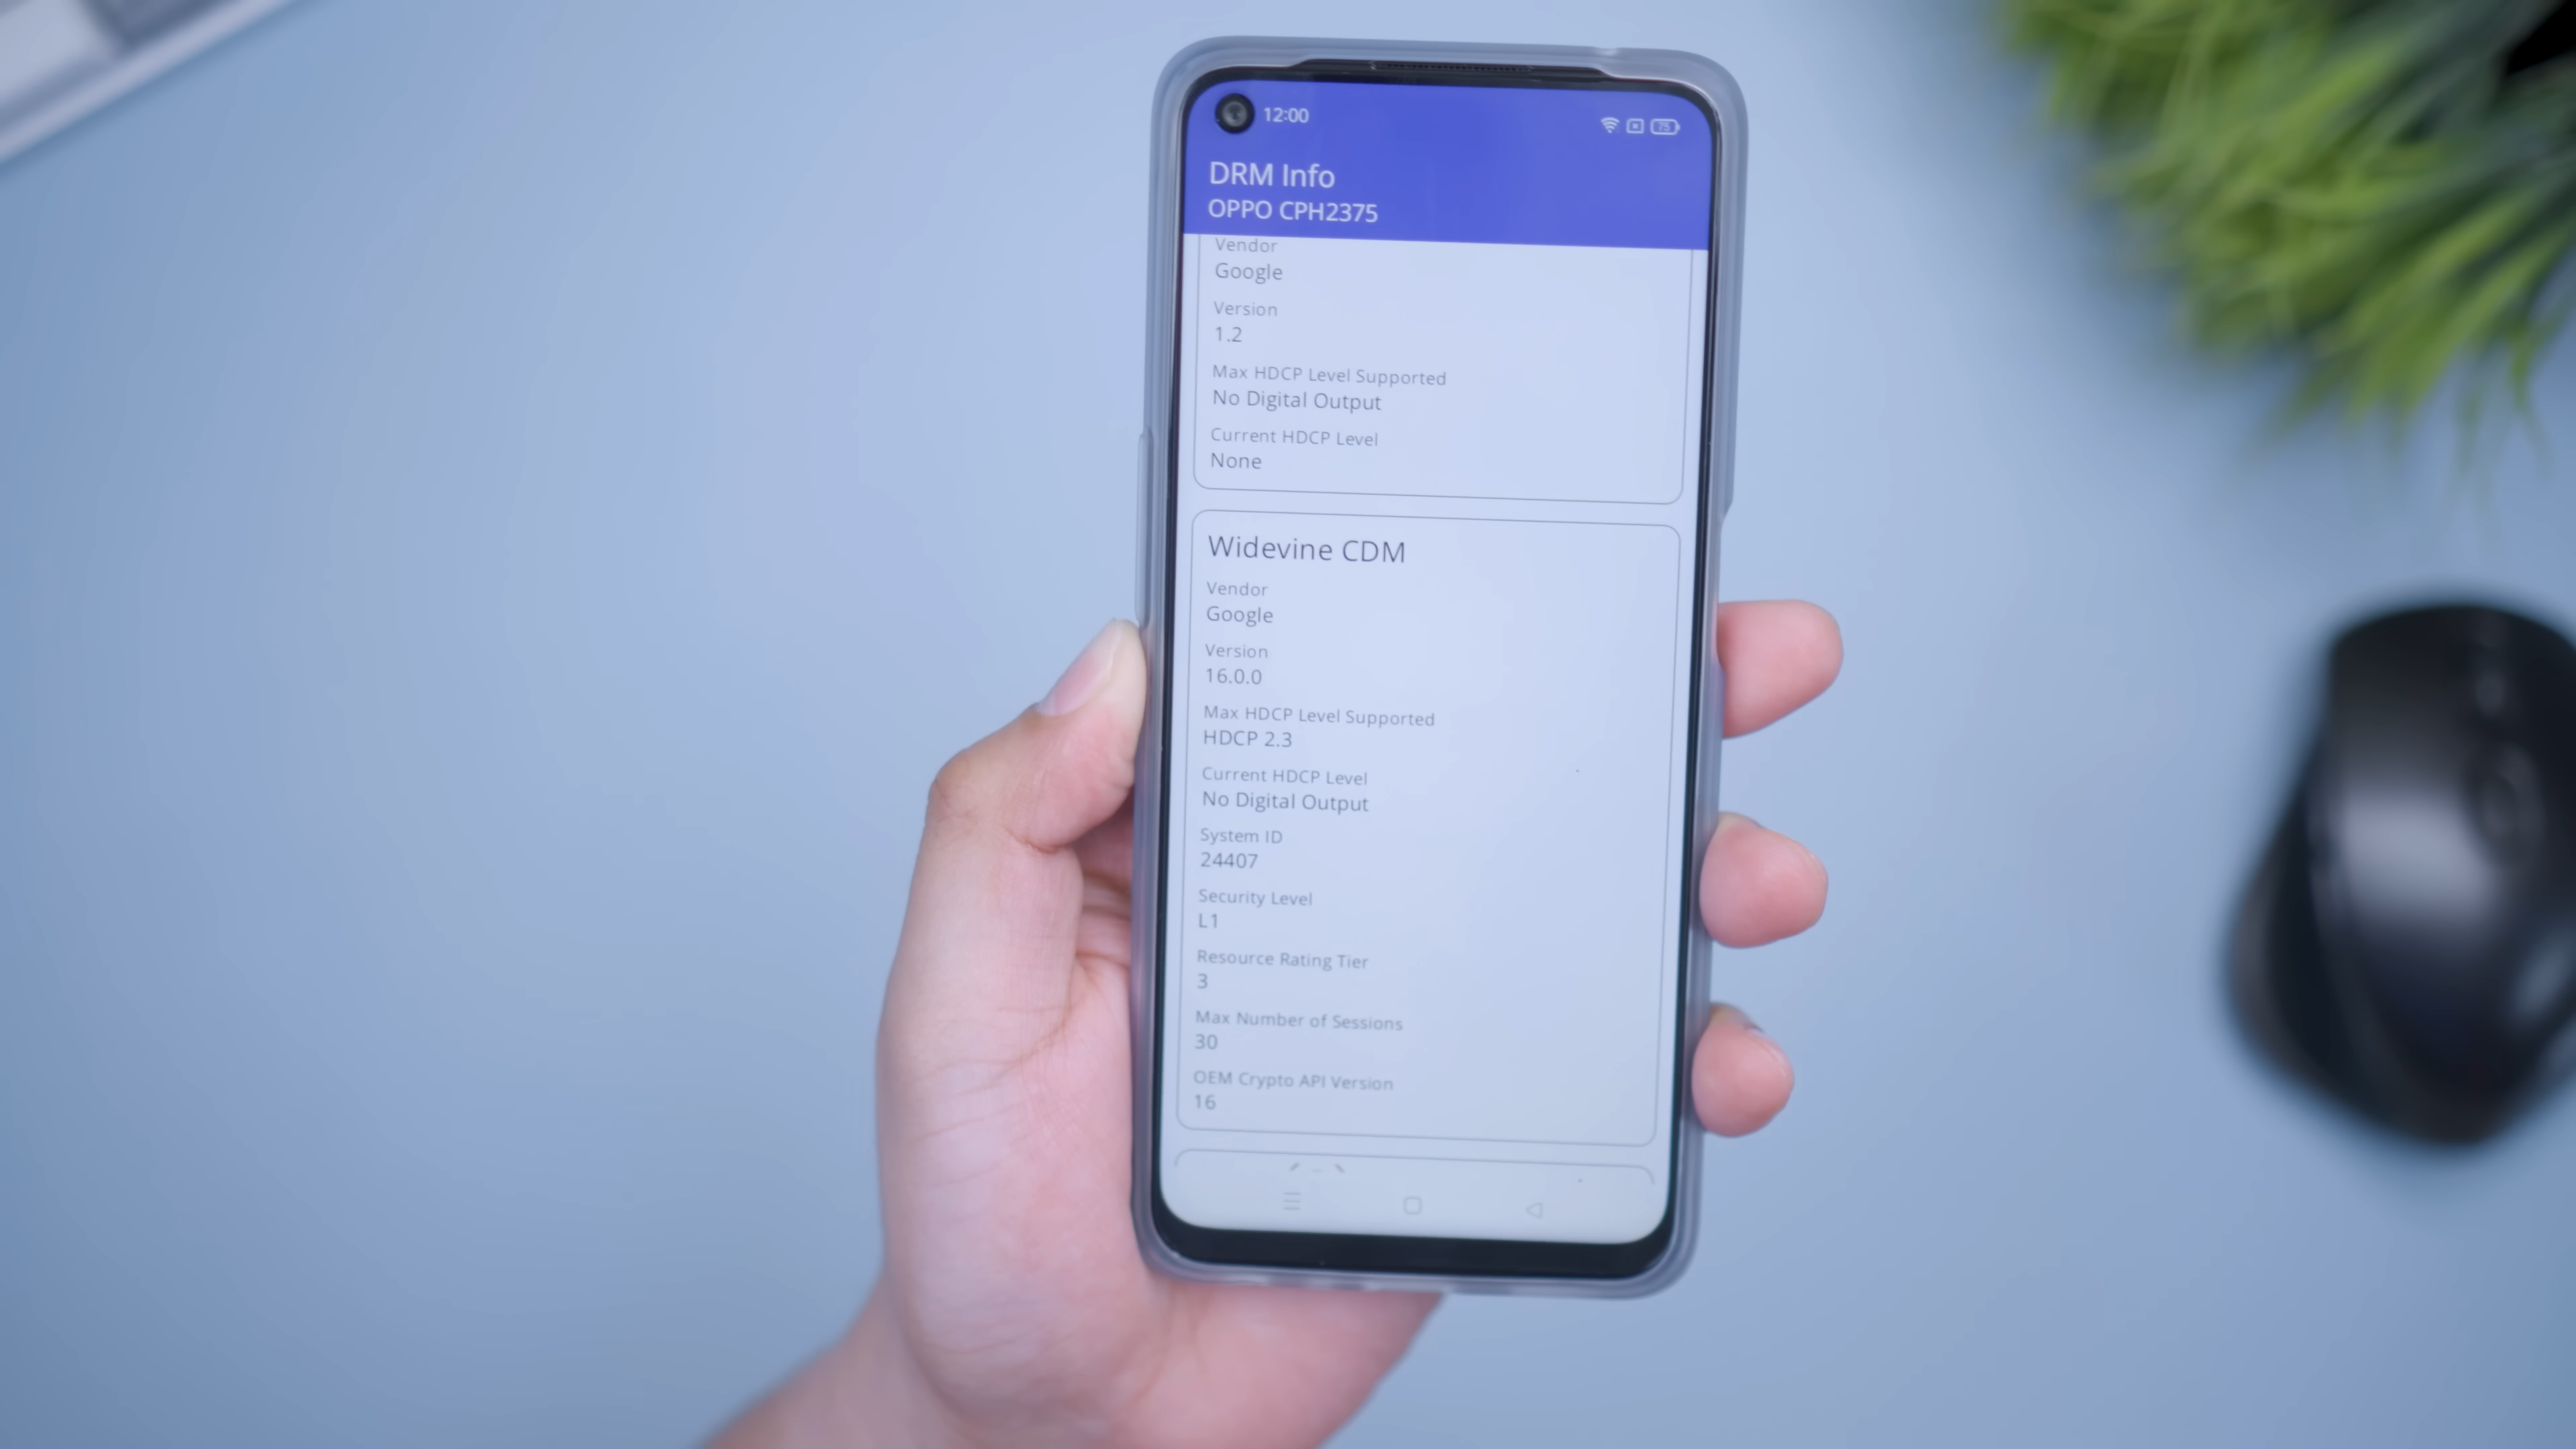 12:00
75
DRM Info
OPPO CPH2375
Vendor
Google
Version
1.2
Max HDCP Level Supported
No Digital Output
Current HDCP Level
None
Widevine CDM
Vendor
Google
Version
16.0.0
Max HDCP Level Supported
HDCP 2.3
Current HDCP Level
No Digital Output
System ID
24407
Security Level
L1
Resource Rating Tier
3
Max Number of Sessions
30
OEM Crypto API Version
16